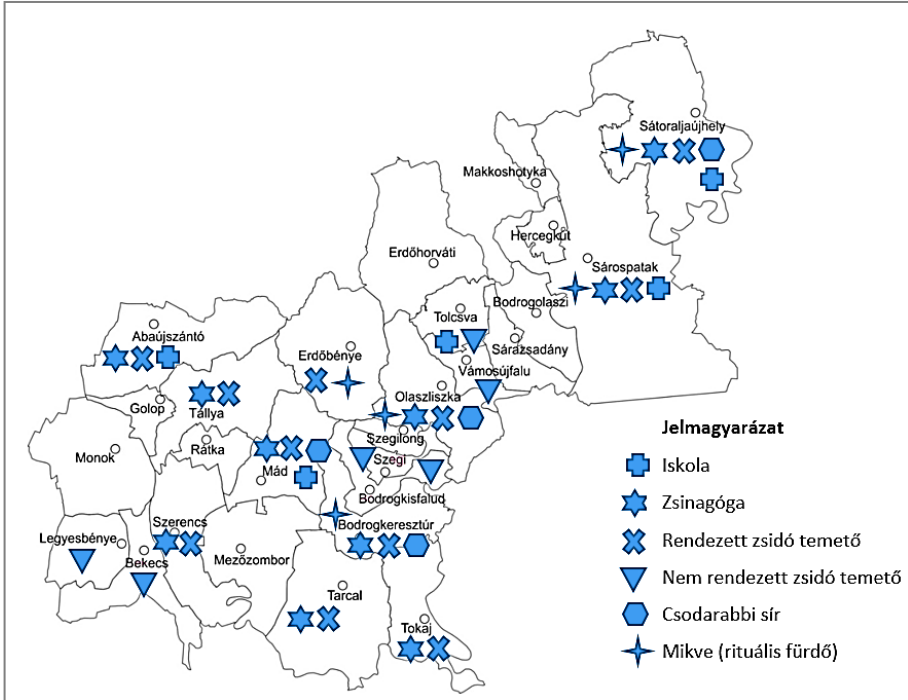 Sátoraljaújhely
Makkoshotyka
Hercegkút
Erdőhorváti
Sárospatak
Bodrogolaszi
Tolcsva
Abaújszántó
Sárazsadány
Erdőbénye
Vámosújfalu
Olaszliszka
Golop
Tállya
Szegilong
Rátka
Monok
Szegi
Mád
Bodrogkisfalud
Szerencs
Bodrogkeresztúr
Legyesbénye
Bekecs
Mezőzombor
Tarcal
Tokaj
Jelmagyarázat
Iskola
Zsinagóga
Rendezett zsidó temető
Nem rendezett zsidó temető
Csodarabbi sír
Mikve (rituális fürdő)